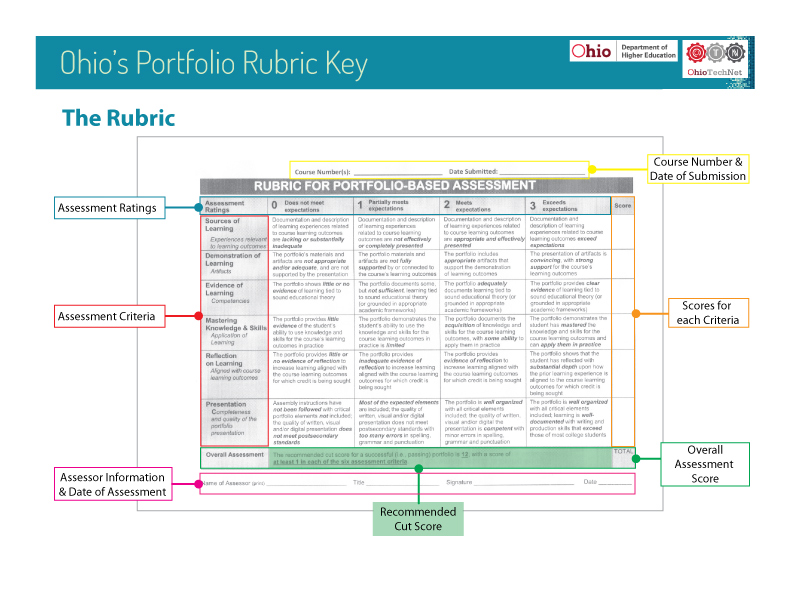 Ohio's Portfolio Rubric Key
Ohio
Department of
Higher Education
OhioTechNet
The Rubric
Course Number &
Date of Submission
Course Number(s):
Date Submitted:
RUBRIC FOR PORTFOLIO-BASED ASSESSMENT
Assessment Ratings
Assessment
Ratings
0 Does not meet
expectations
1 Partially meets
expectations
2 Meets
expectations
3 Exceeds
expectations
Score
Sources of
Learning
Experiences relevant
to learning outcomes
Documentation and description
of learning experiences related
to course learning outcomes
are lacking or substantially
inadequate
Documentation and description
of learning experiences
related to course learning
outcomes are not effectively
or completely presented
Documentation and description
of learning experiences related
to course learning outcomes
are appropriate and effectively
presented
Documentation and
description of learning
experiences related to course
learning outcomes exceed
expectations
Demonstration of
Learning
Artifacts
The portfolio's materials and
artifacts are not appropriate
and/or adequate, and are not
supported by the presentation
The portfolio materials and
artifacts are not fully
supported by or connected to
the course's learning outcomes
The portfolio includes
appropriate artifacts that
support the demonstration
of learning outcomes
The presentation of artifacts is
convincing, with strong
support for the course's
learning outcomes
Evidence of
Learning
Competencies
The portfolio shows little or no
evidence of learning tied to
sound educational theory
The portfolio documents some,
but not sufficient, learning tied
to sound educational theory
(or grounded in appropriate
academic frameworks)
The portfolio adequately
documents learning tied to
sound educational theory (or
grounded in appropriate
academic frameworks)
The portfolio provides clear
evidence of learning tied to
sound educational theory (or
grounded in appropriate
academic frameworks)
Assessment Criteria
Scores for
each Criteria
Mastering
Knowledge & Skills
Application of
Learning
The portfolio provides little
evidence of the student's
ability to use knowledge and
skills for the course learning
outcomes in practice
The portfolio demonstrates the
student's ability to use the
knowledge and skills for the
course learning outcomes in
practice is limited
The portfolio documents the
acquisition of knowledge and
skills for the course learning
outcomes, with some ability to
apply them in practice
The portfolio demonstrates the
student has mastered the
knowledge and skills for the
course learning outcomes and
can apply them in practice
Reflection
on Learning
Aligned with course
learning outcomes
The portfolio provides little or
no evidence of reflection to
increase learning aligned with
the course learning outcomes
for which credit is being sought
The portfolio provides
inadequate evidence of
reflection to increase learning
aligned with the course learning
outcomes for which credit is
being sought
The portfolio provides
evidence of reflection to
increase learning aligned with
the course learning outcomes
for which credit is being sought
The portfolio shows that the
student has reflected with
substantial depth upon how
the prior learning experience is
aligned to the course learning
outcomes for which credit is
being sought
Presentation
Completeness
and quality of the
portfolio
presentation
Assembly instructions have
not been followed with critical
portfolio elements not included;
the quality of written, visual
and/or digital presentation does
not meet postsecondary
standards
Most of the expected elements
are included; the quality of
written, visual and/or digital
presentation does not meet
postsecondary standards with
too many errors in spelling,
grammar and punctuation
The portfolio is well organized
with all critical elements
included; the quality of written,
visual and/or digital the
presentation is competent with
minor errors in spelling,
grammar and punctuation
The portfolio is well organized
with all critical elements
included; learning is well-
documented with writing and
production skills that exceed
those of most college students
Overall Assessment
The recommended cut score for a successful (i.e., passing) portfolio is 12, with a score of
at least 1 in each of the six assessment criteria.
TOTAL
Overall
Assessment
Score
Assessor Information
& Date of Assessment
Name of Assessor (print)
Title
Signature
Date
Recommended
Cut Score